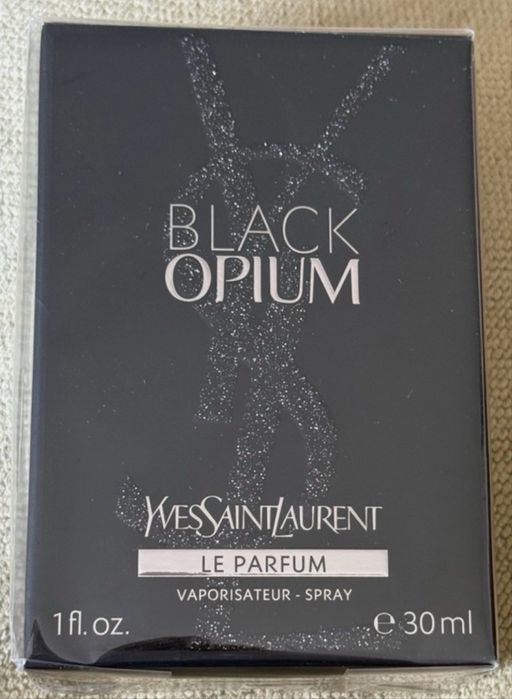 BLACK
OPIUM
YVESSAINTLAURENT
LE PARFUM
VAPORISATEUR - SPRAY
1 fl. oz. ℮ 30 ml